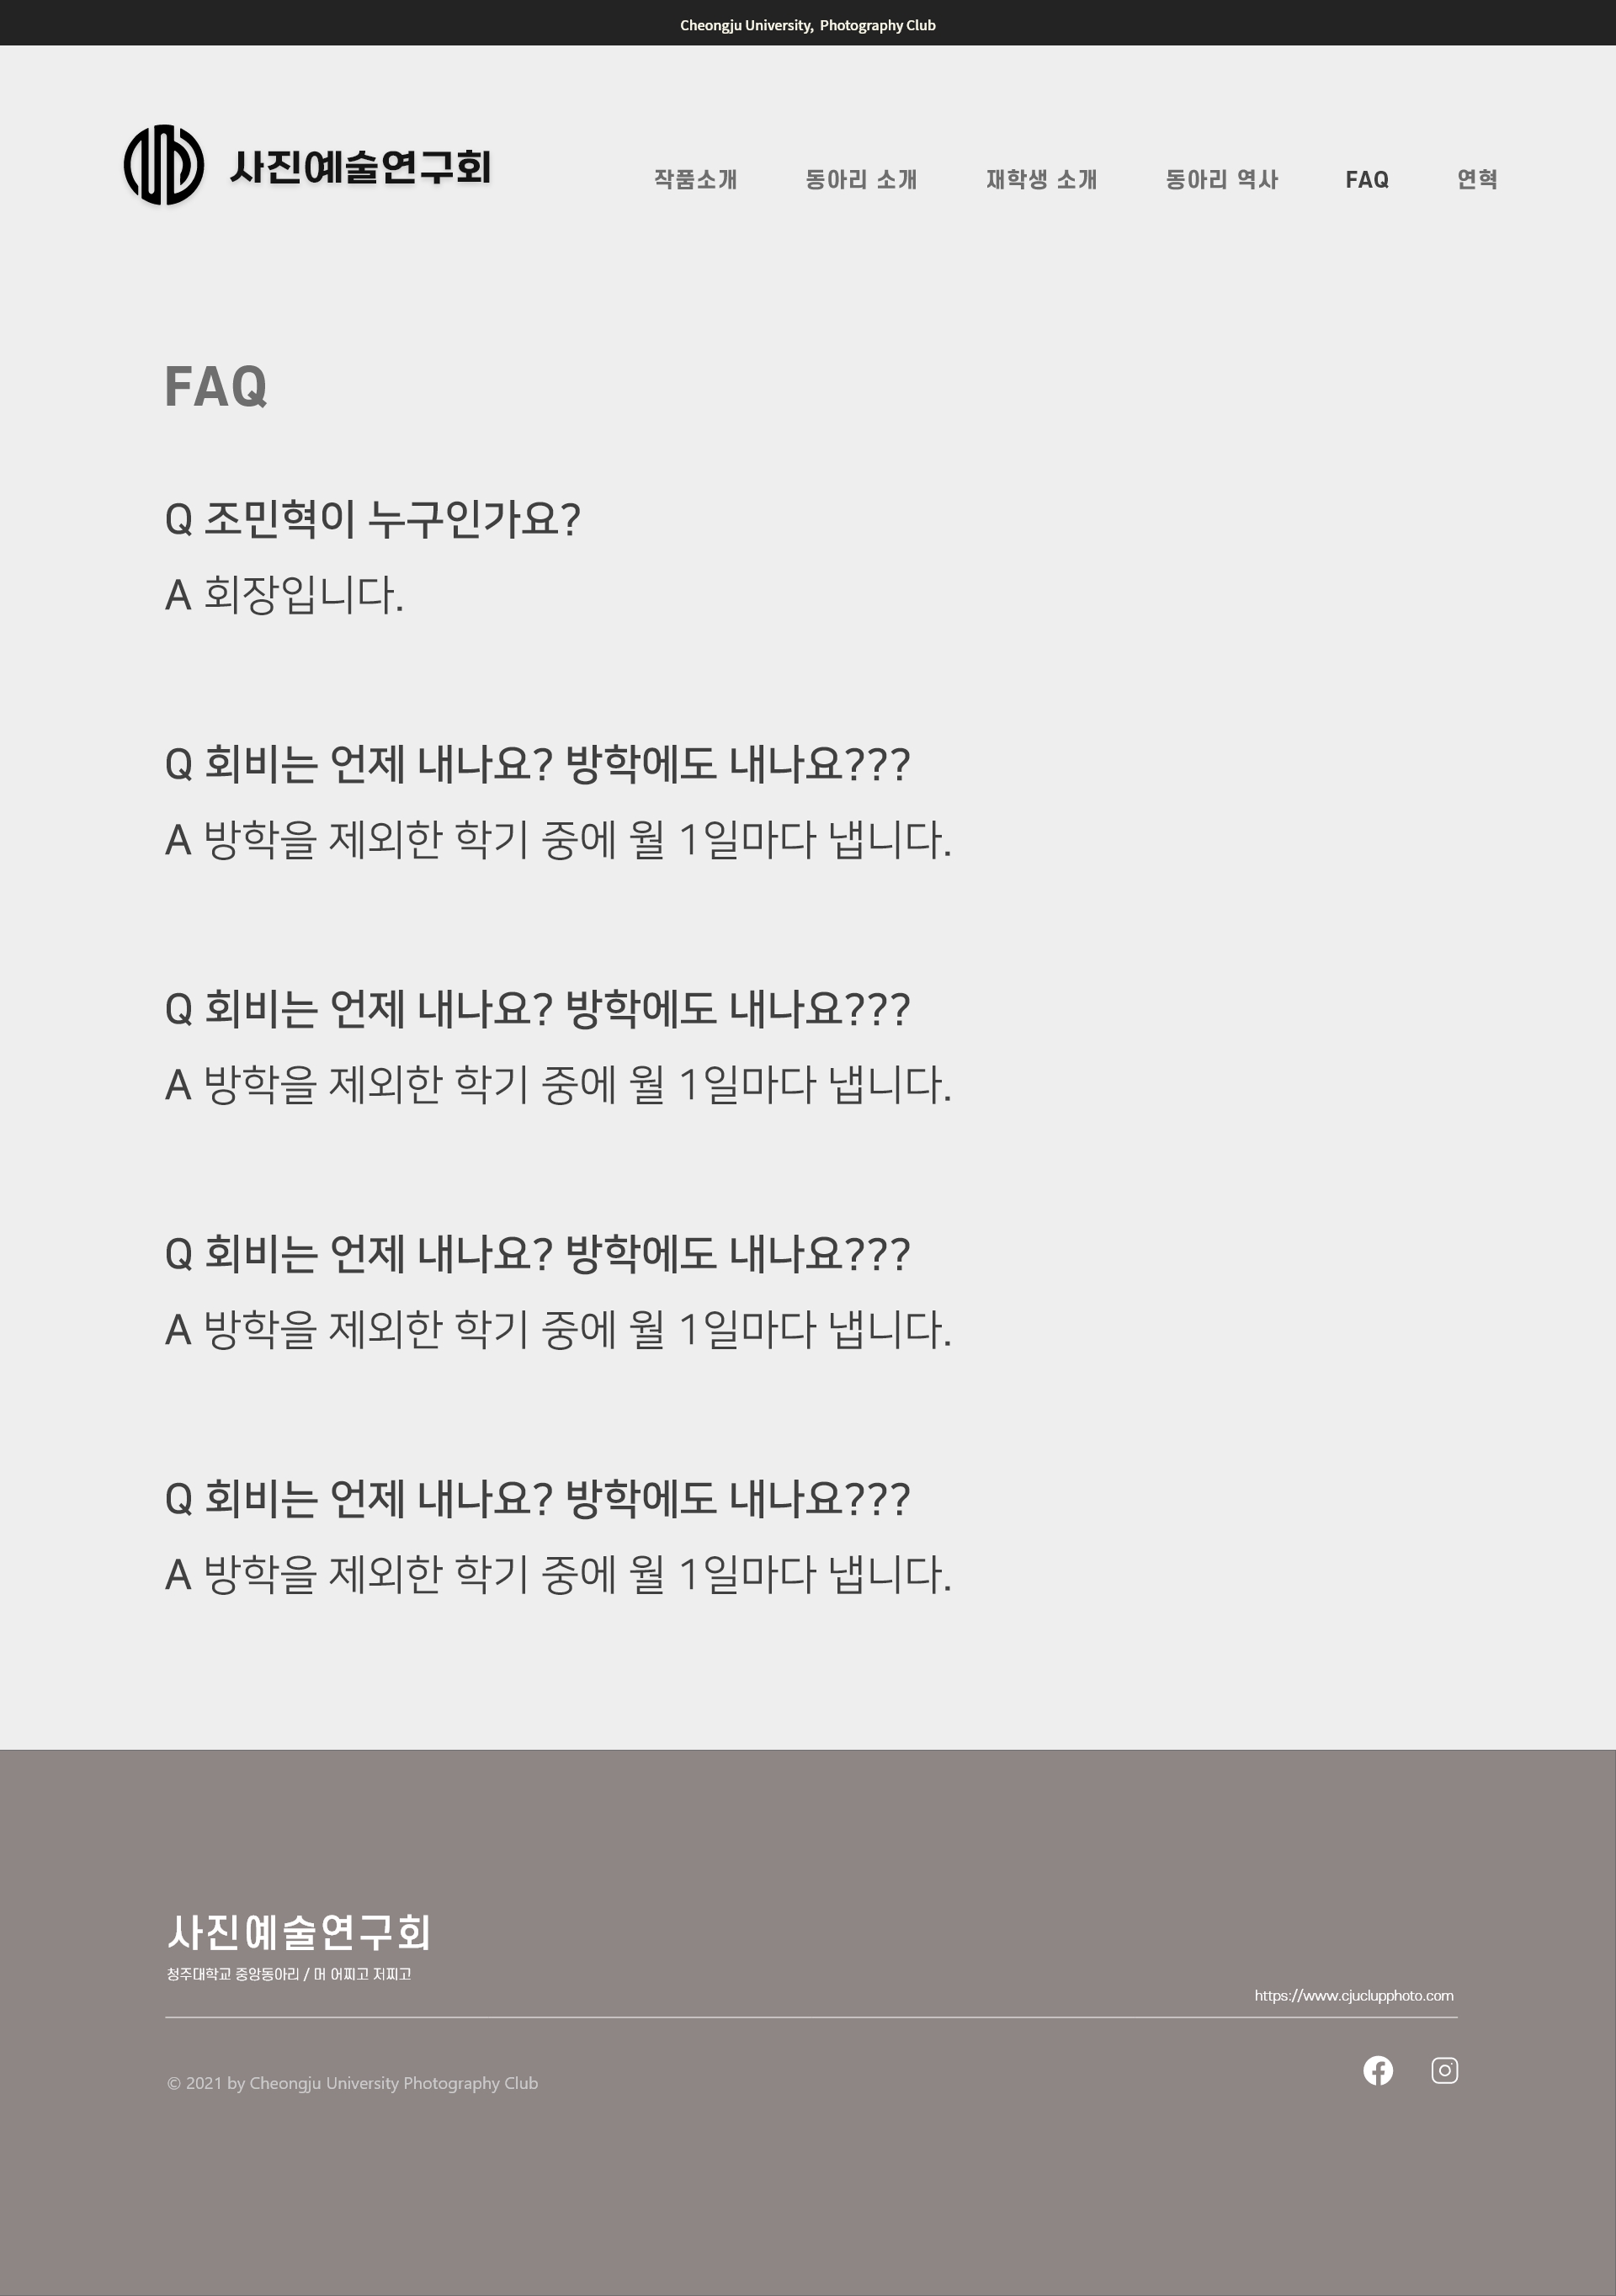 Cheongju University, Photography Club
사진예술연구회
작품소개 동아리 소개 재학생 소개 동아리 역사 FAQ 연혁
FAQ
Q 조민혁이 누구인가요?
A 회장입니다.
Q 회비는 언제 내나요? 방학에도 내나요???
A 방학을 제외한 학기 중에 월 1일마다 냅니다.
Q 회비는 언제 내나요? 방학에도 내나요???
A 방학을 제외한 학기 중에 월 1일마다 냅니다.
Q 회비는 언제 내나요? 방학에도 내나요???
A 방학을 제외한 학기 중에 월 1일마다 냅니다.
Q 회비는 언제 내나요? 방학에도 내나요???
A 방학을 제외한 학기 중에 월 1일마다 냅니다.
사진예술연구회
청주대학교 중앙동아리 / 머 어찌고 저찌고
https://www.cjuclupphoto.com
© 2021 by Cheongju University Photography Club